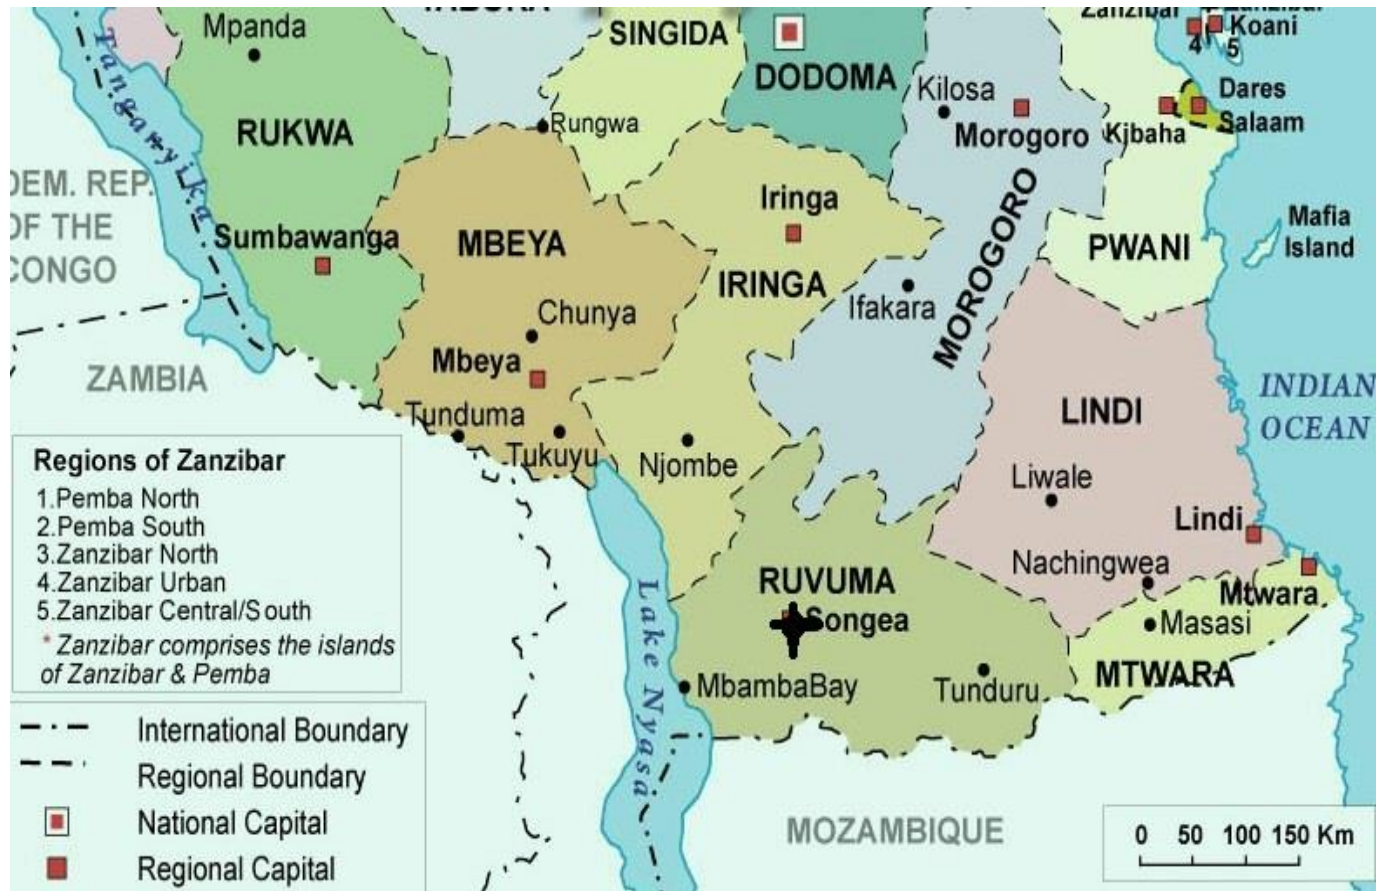 SINGIDA
Mpanda
Tanganyika
RUKWA
Rungwa
DODOMA
Kilosa
Morogoro
Koani
4
5
Dares
Salaam
Kibaha
DEM. REP.
OF THE
CONGO
Sumbawanga
MBEYA
Iringa
IRINGA
MOROGORO
PWANI
Mafia
Island
Ifakara
Chunya
Mbeya
ZAMBIA
Tunduma
Tukuyu
Njombe
LINDI
INDIAN
OCEAN
Liwale
Lindi
Nachingwea
Mtwara
Masasi
MTWARA
RUVUMA
Songea
MbambaBay
Tunduru
Lake Nyasa
MOZAMBIQUE
Regions of Zanzibar
1.Pemba North
2.Pemba South
3.Zanzibar North
4.Zanzibar Urban
5.Zanzibar Central/South
* Zanzibar comprises the islands
of Zanzibar & Pemba
International Boundary
Regional Boundary
National Capital
Regional Capital
0 50 100 150 Km